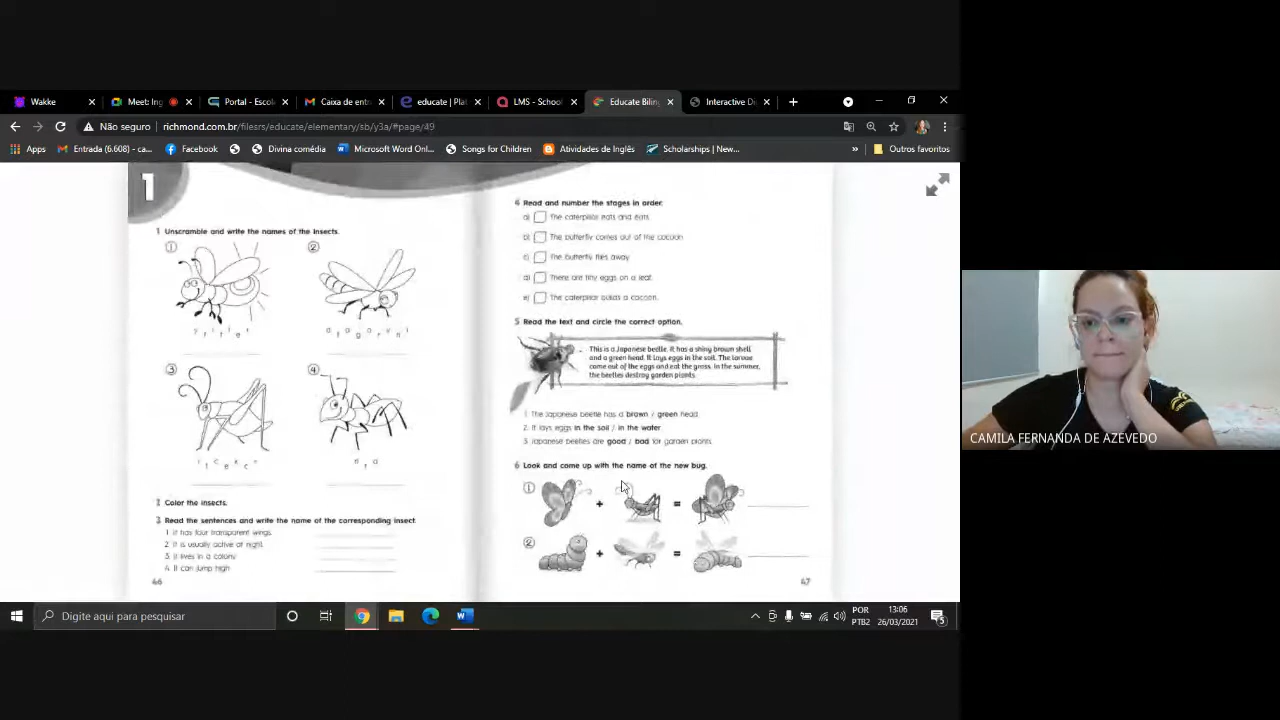 Wakke
Meet: Ing
Portal - Escol
Caixa de entr
educate | Plat
LMS - School
Educate Biling
Interactive Di
Não seguro
richmond.com.br/filesrs/educate/elementary/sb/y3a/#page/49
Apps
Entrada (6.608) - ca...
Facebook
Divina comédia
Microsoft Word Onl...
Songs for Children
Atividades de Inglês
Scholarships | New...
»
Outros favoritos
1
1 Unscramble and write the names of the insects.
1
2
3
4
2 Color the insects.
3 Read the sentences and write the name of the corresponding insect.
1 It has four transparent wings.
2 It is usually active at night.
3 It lives in a colony.
4 It can jump high.
46
4 Read and number the stages in order.
a) The caterpillar eats and eats.
b) The butterfly comes out of the cocoon.
c) The butterfly flies away.
d) There are tiny eggs on a leaf.
e) The caterpillar builds a cocoon.
5 Read the text and circle the correct option.
This is a Japanese beetle. It has a shiny brown shell
and a green head. It lays eggs in the soil. The larvae
come out of the eggs and eat the grass. In the summer,
the beetles destroy garden plants.
1 The Japanese beetle has a brown / green head.
2. It lays eggs in the soil / in the water.
3 Japanese beetles are good / bad for garden plants.
6 Look and come up with the name of the new bug.
1
+
=
2
+
=
47
CAMILA FERNANDA DE AZEVEDO
Digite aqui para pesquisar
POR
PTB2
13:06
26/03/2021
5